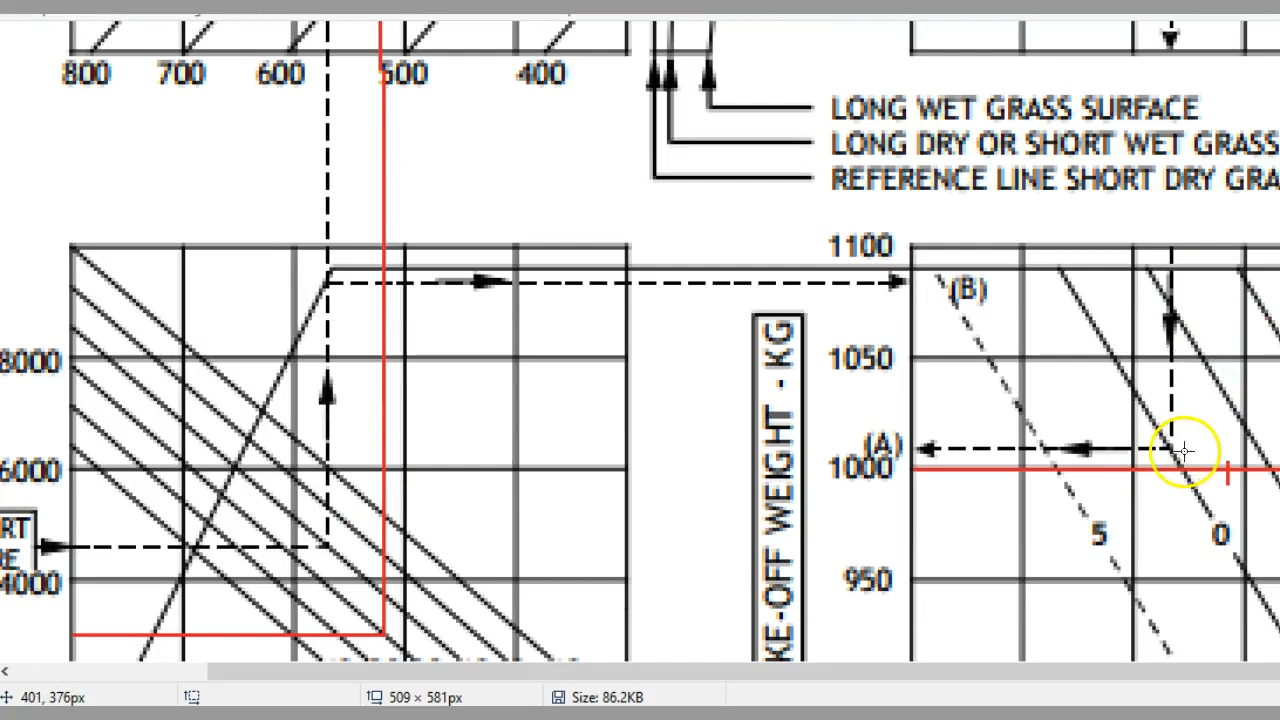 800 700 600 500 400
LONG WET GRASS SURFACE
LONG DRY OR SHORT WET GRASS
REFERENCE LINE SHORT DRY GRA
1100
(B)
8000
KE-OFF WEIGHT - KG
1050
(A)
6000
1000
RT
RE
5 0
4000
950
401, 376px
509 × 581px
Size: 86.2KB